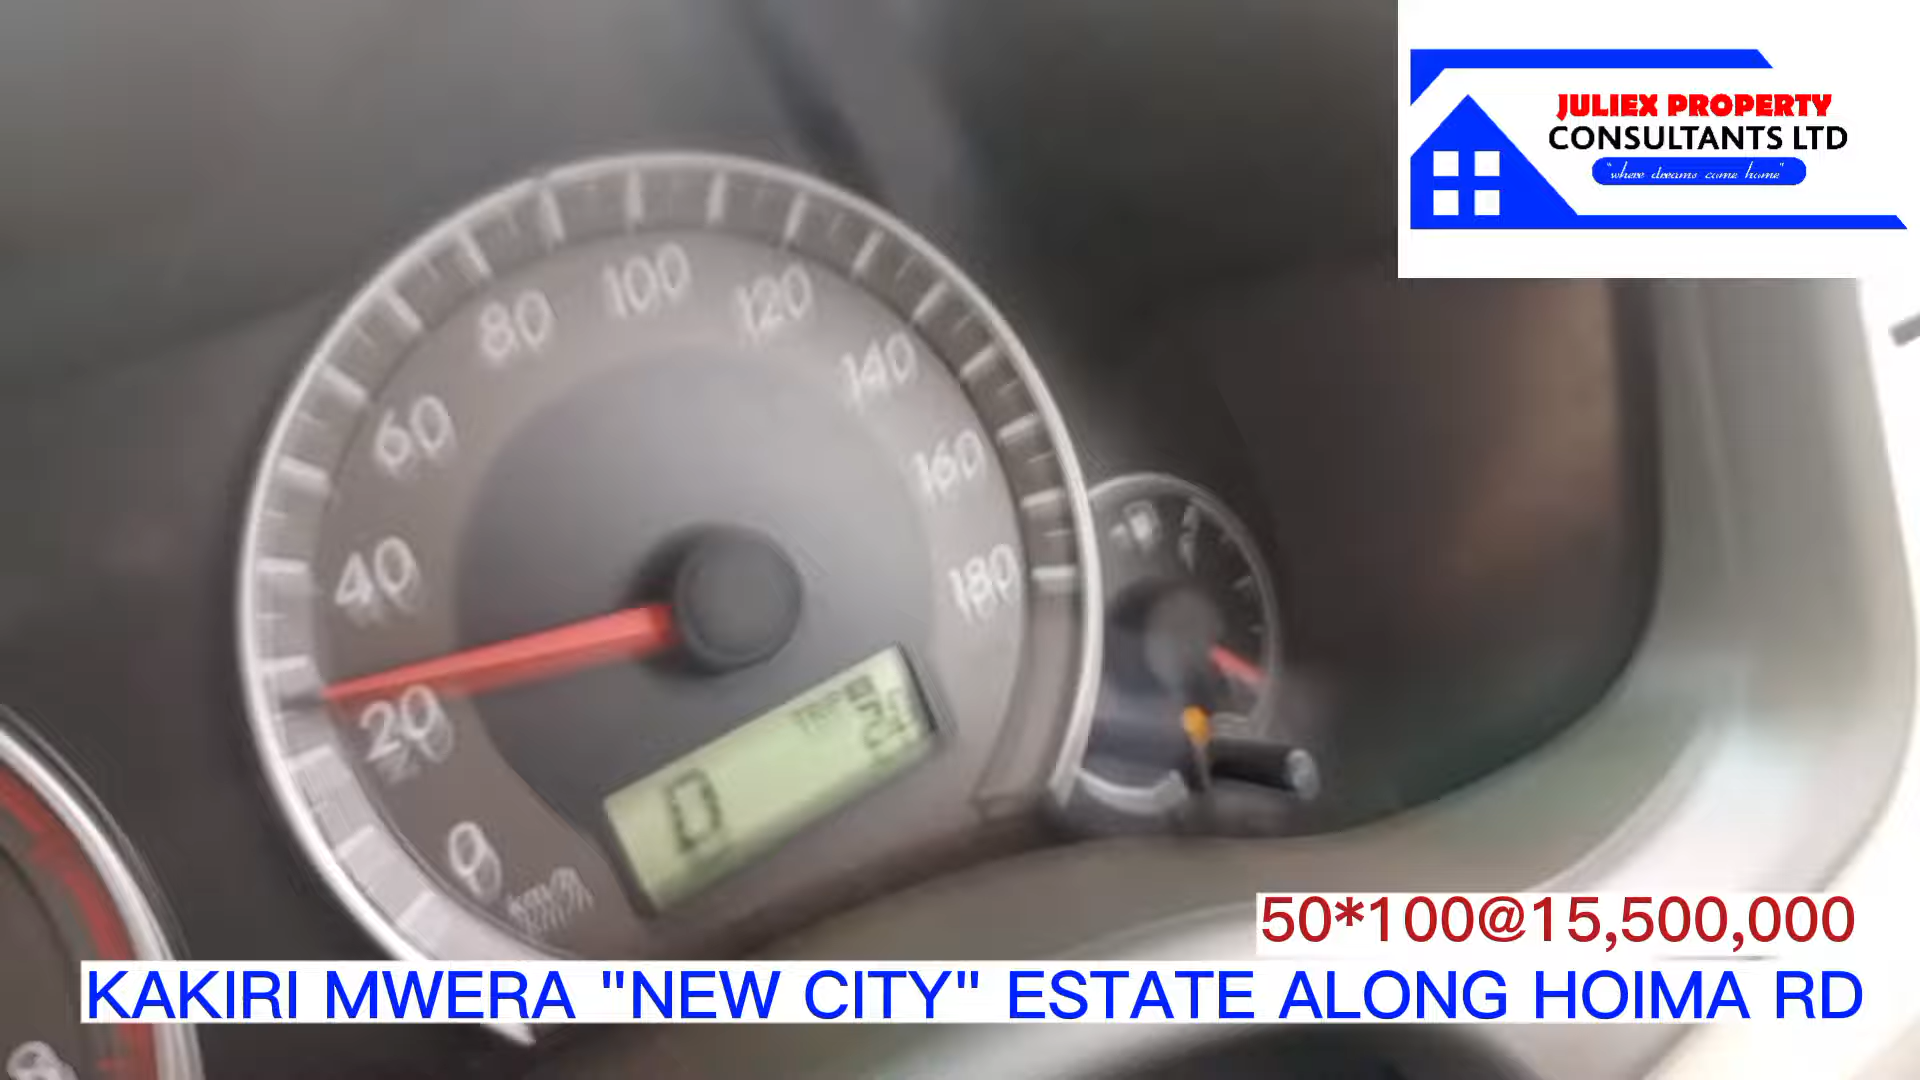 JULIEX PROPERTY
CONSULTANTS LTD
"where dreams come home"
100
80
120
140
60
160
40
180
20
0
km/h
0
50*100@15,500,000
KAKIRI MWERA "NEW CITY" ESTATE ALONG HOIMA RD